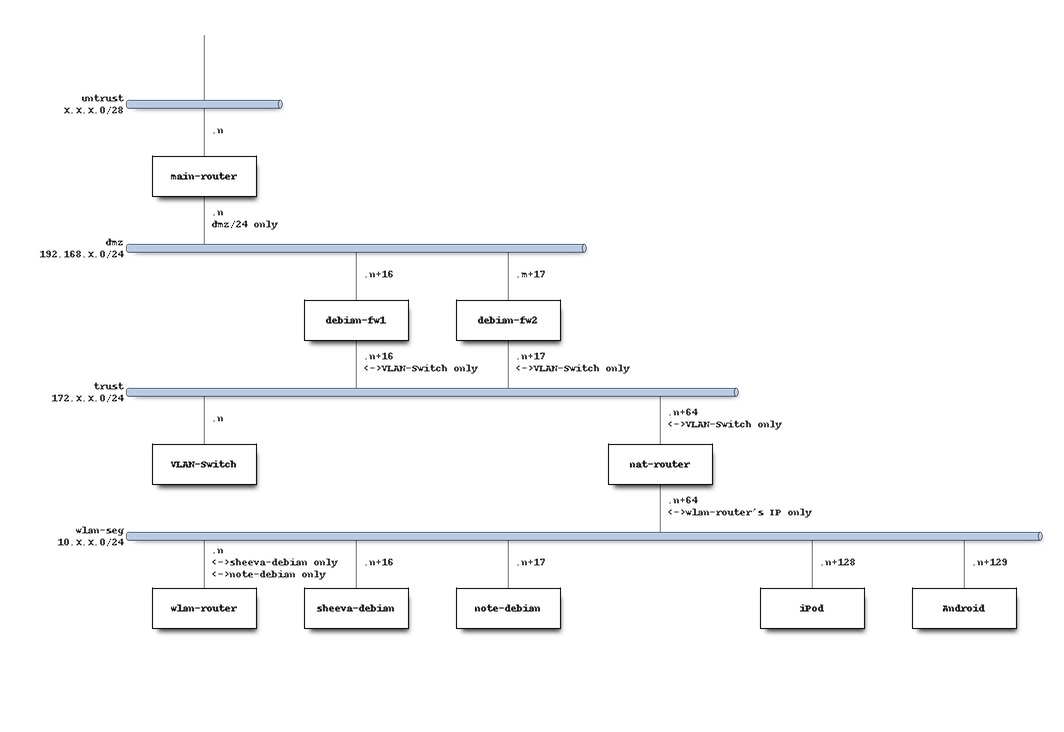 untrust
x.x.x.0/28
.n
main-router
.n
dmz/24 only
dmz
192.168.x.0/24
.n+16
.m+17
debian-fw1
debian-fw2
.n+16
<->VLAN-Switch only
.n+17
<->VLAN-Switch only
trust
172.x.x.0/24
.n
.n+64
<->VLAN-Switch only
VLAN-Switch
nat-router
.n+64
<->wlan-router's IP only
wlan-seg
10.x.x.0/24
.n
<->sheeva-debian only
<->note-debian only
.n+16
.n+17
.n+128
.n+129
wlan-router
sheeva-debian
note-debian
iPod
Android